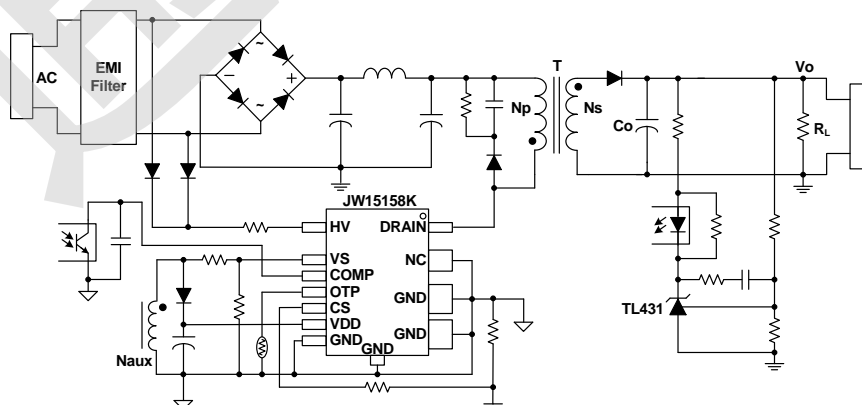 T
Vo
AC
EMI
Filter
~
−
+
~
Np
Ns
Co
RL
JW15158K
HV
DRAIN
VS
NC
COMP
OTP
GND
CS
VDD
GND
GND
GND
Naux
TL431